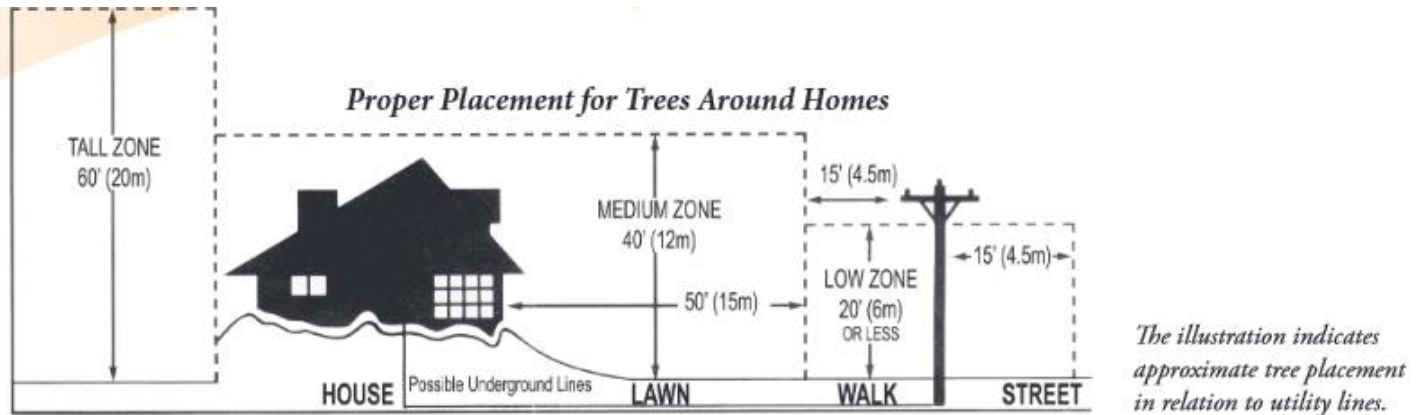 Proper Placement for Trees Around Homes
TALL ZONE
60' (20m)
MEDIUM ZONE
40' (12m)
50' (15m)
15' (4.5m)
LOW ZONE
20' (6m)
OR LESS
15' (4.5m)
HOUSE
Possible Underground Lines
LAWN
WALK
STREET
The illustration indicates
approximate tree placement
in relation to utility lines.